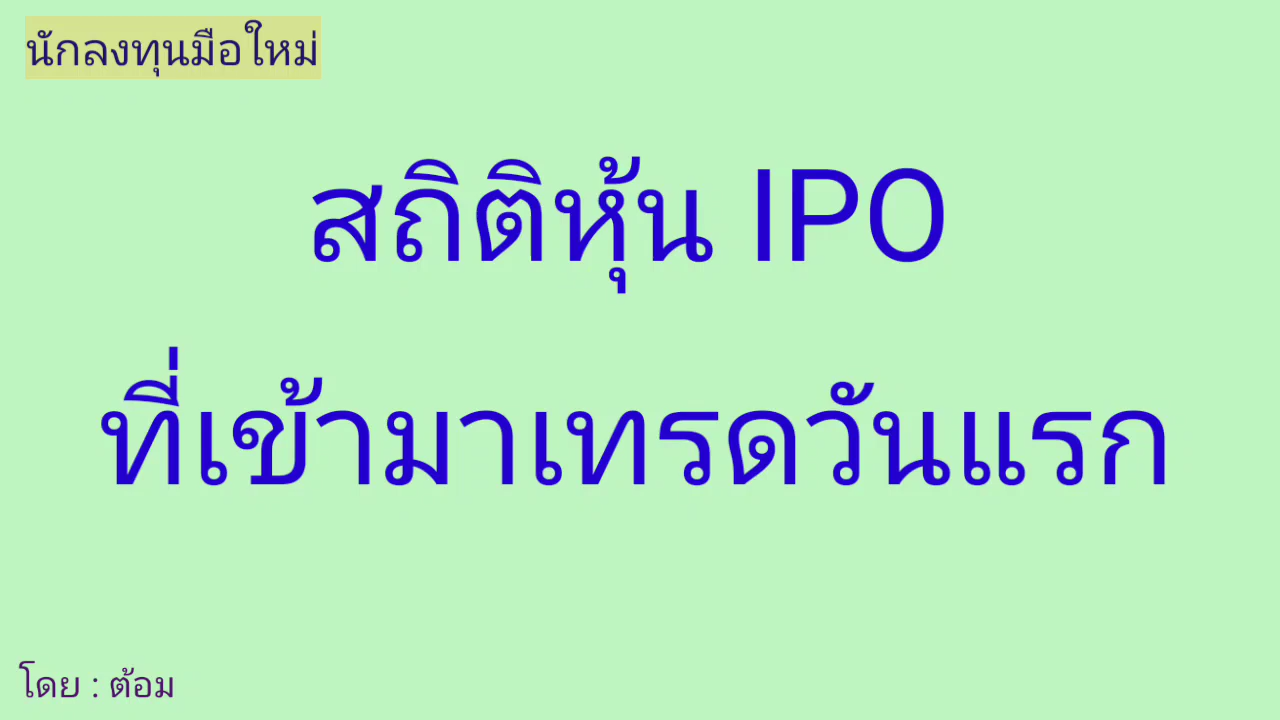 นักลงทุนมือใหม่
สถิติหุ้น IPO
ที่เข้ามาเทรดวันแรก
โดย : ต้อม